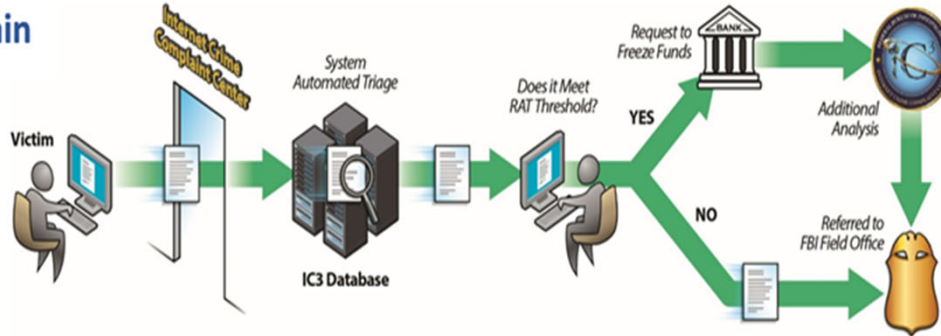 Internet Crime
Complaint Center
Victim
System
Automated Triage
IC3 Database
Does it Meet
RAT Threshold?
YES
NO
Request to
Freeze Funds
BANK
IC3
Additional
Analysis
Referred to
FBI Field Office